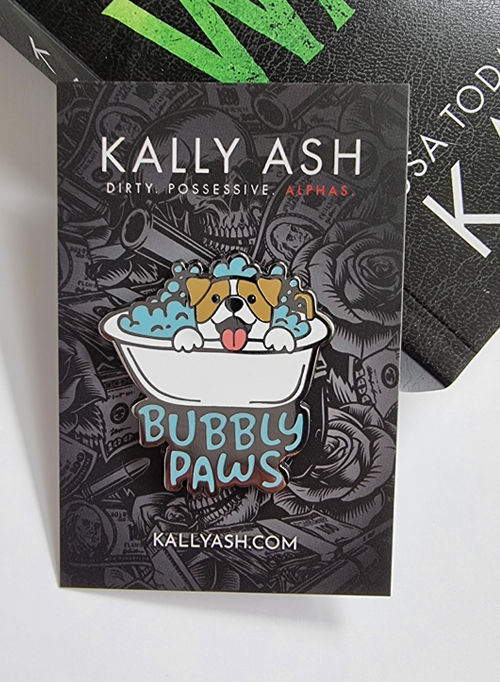 KALLY ASH
DIRTY. POSSESSIVE. ALPHAS.
BUBBLY
PAWS
KALLYASH.COM